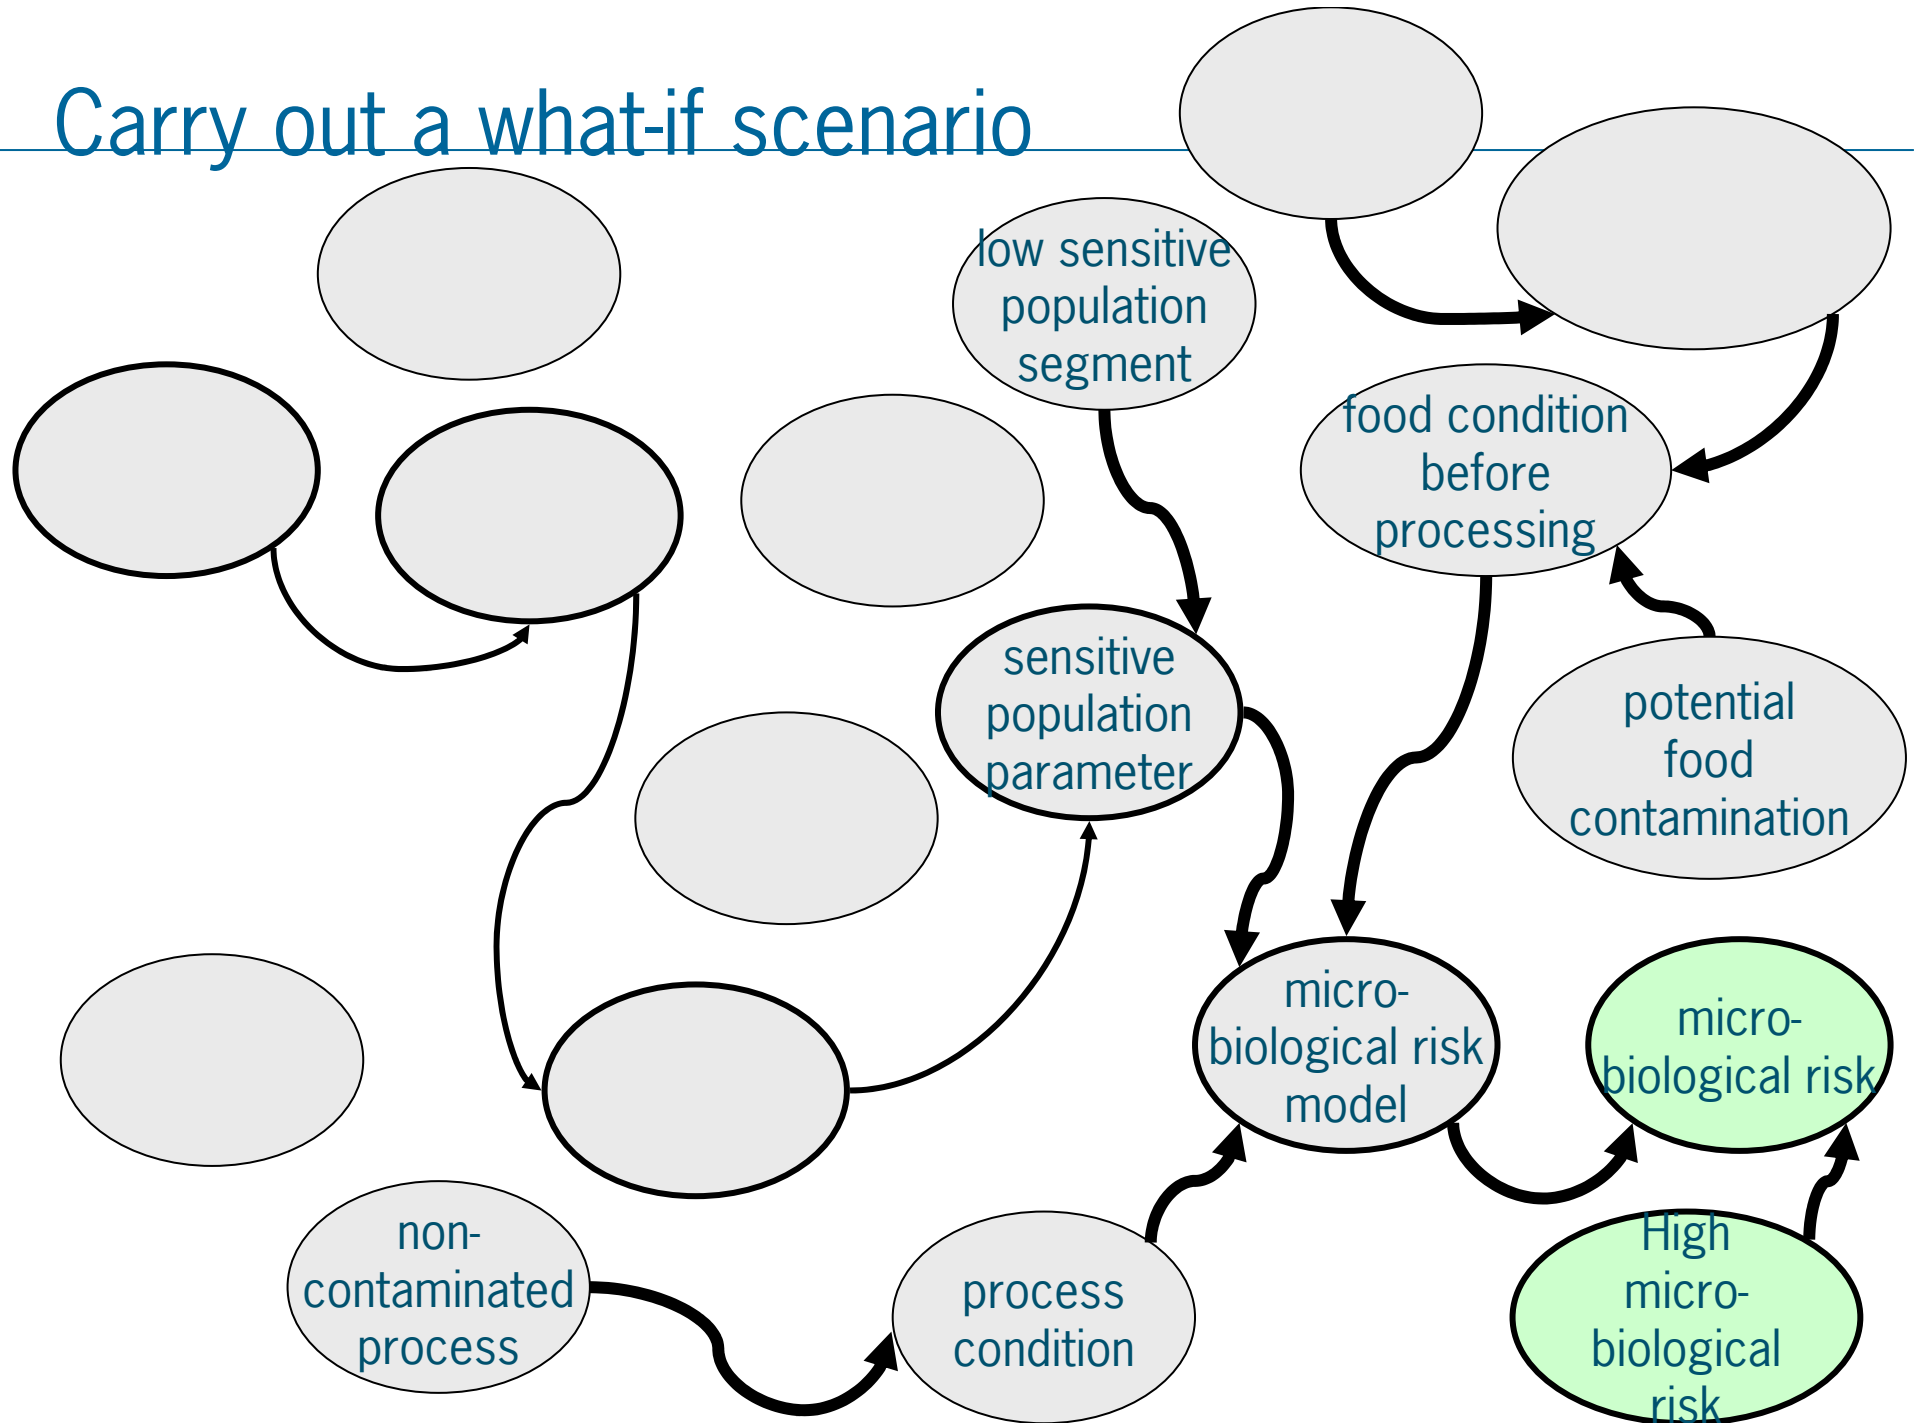 Carry out a what-if scenario
low sensitive
population
segment
food condition
before
processing
sensitive
population
parameter
potential
food
contamination
micro-
biological risk
model
micro-
biological risk
non-
contaminated
process
process
condition
High
micro-
biological
risk